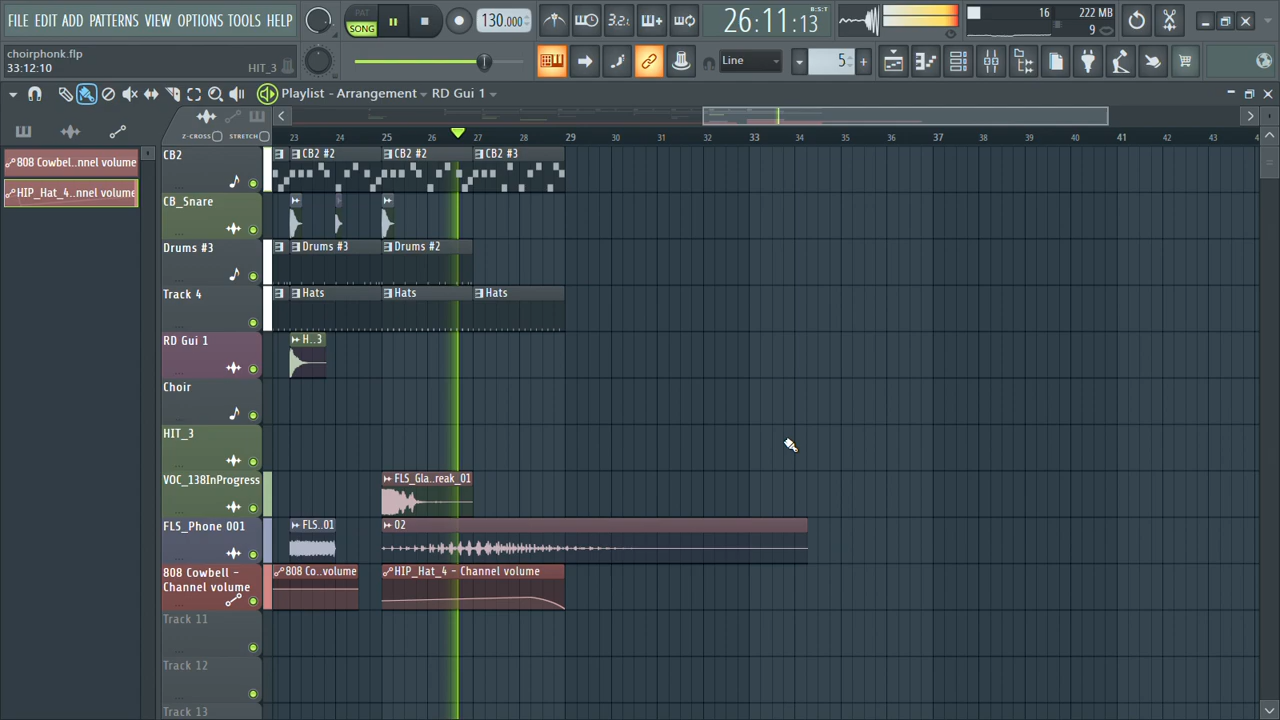 FILE EDIT ADD PATTERNS VIEW OPTIONS TOOLS HELP
PAT
SONG
130.000
3.2.
26:11:13
B:S:T
16
222 MB
9
choirphonk.flp
33:12:10
HIT_3
Line
5
Playlist - Arrangement
RD Gui 1
Z-CROSS
STRETCH
23 24 25 26 27 28 29 30 31 32 33 34 35 36 37 38 39 40 41 42 43
808 Cowbel..nnel volume
HIP_Hat_4..nnel volume
CB2
CB2 #2
CB2 #2
CB2 #3
CB_Snare
Drums #3
Drums #3
Drums #2
Track 4
Hats
Hats
Hats
RD Gui 1
H..3
Choir
HIT_3
VOC_138InProgress
FLS_Gla..reak_01
FLS_Phone 001
FLS..01
02
808 Cowbell -
Channel volume
808 Co..volume
HIP_Hat_4 - Channel volume
Track 11
Track 12
Track 13